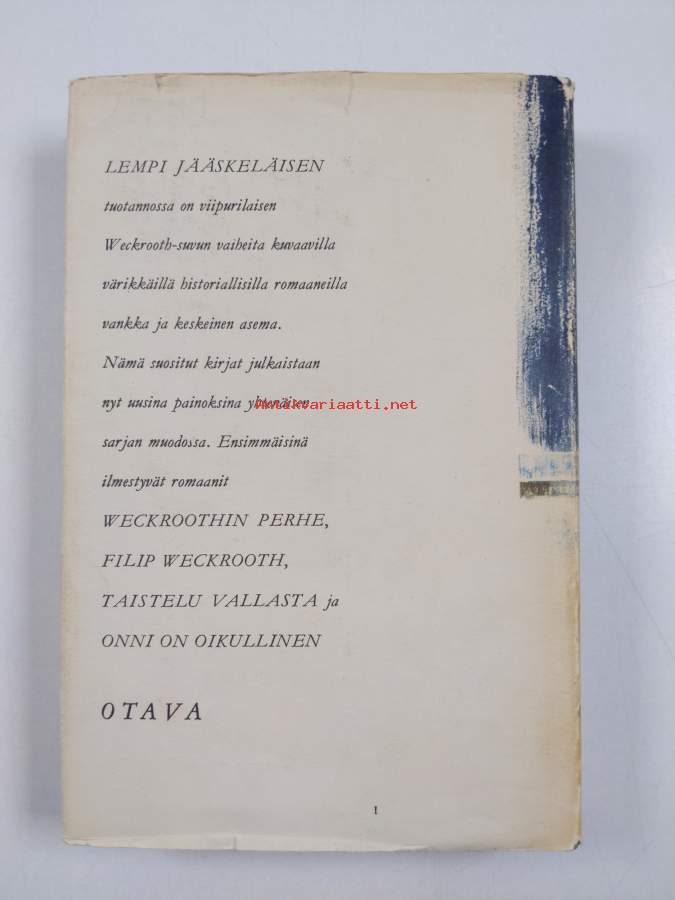 LEMPI JÄÄSKELÄISEN
tuotannossa on viipurilaisen
Weckrooth-suvun vaiheita kuvaavilla
värikkäillä historiallisilla romaaneilla
vankka ja keskeinen asema.
Nämä suositut kirjat julkaistaan
nyt uusina painoksina yhtenäisen
Antikvariaatti.net
sarjan muodossa. Ensimmäisinä
ilmestyvät romaanit
WECKROOTHIN PERHE,
FILIP WECKROOTH,
TAISTELU VALLASTA ja
ONNI ON OIKULLINEN
OTAVA
1